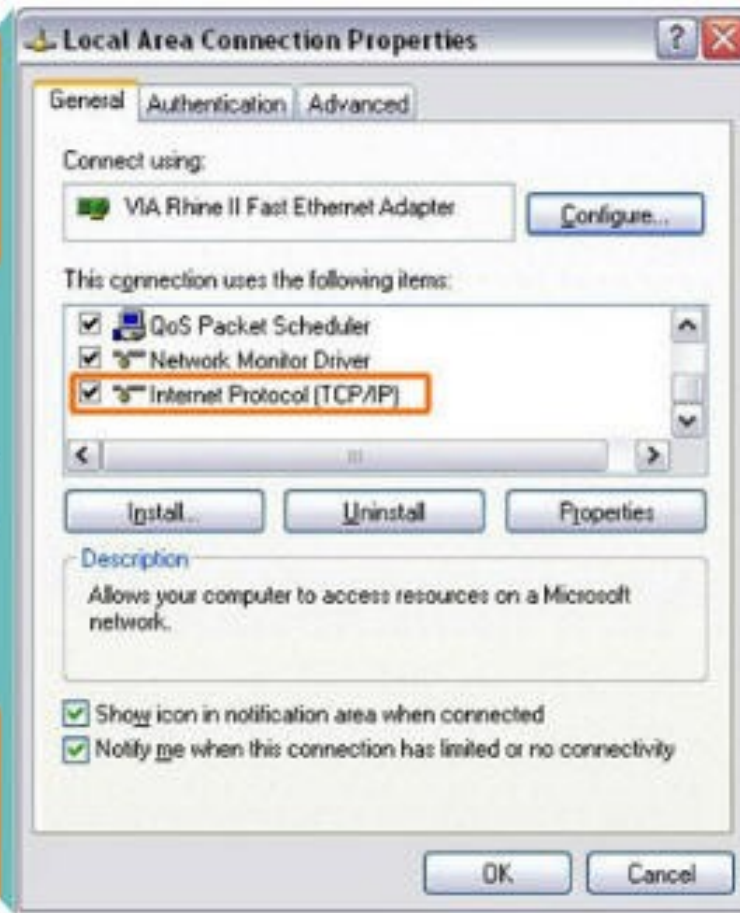 Local Area Connection Properties
General Authentication Advanced
Connect using:
VIA Rhine II Fast Ethernet Adapter
Configure...
This connection uses the following items:
QoS Packet Scheduler
Network Monitor Driver
Internet Protocol (TCP/IP)
Install... Uninstall Properties
Description
Allows your computer to access resources on a Microsoft
network.
Show icon in notification area when connected
Notify me when this connection has limited or no connectivity
OK Cancel